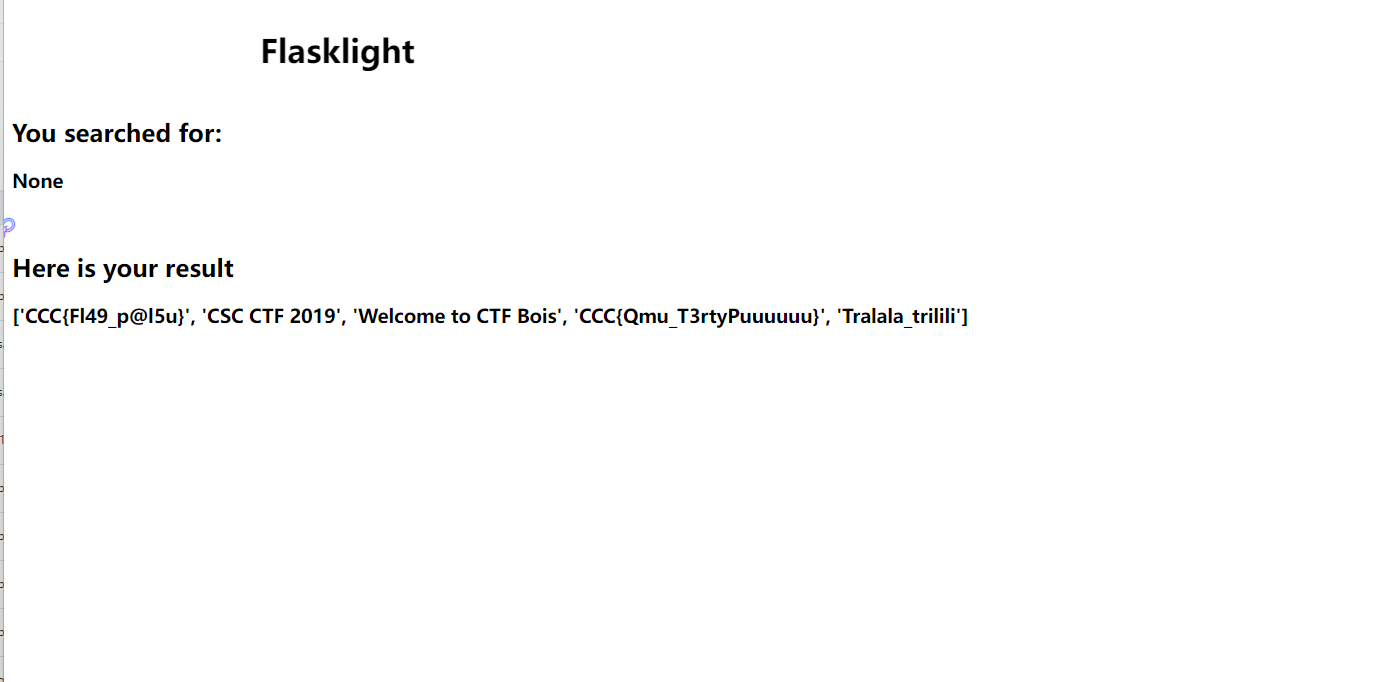 Flasklight
You searched for:
None
Here is your result
['CCC{Fl49_p@l5u}', 'CSC CTF 2019', 'Welcome to CTF Bois', 'CCC{Qmu_T3rtyPuuuuuu}', 'Tralala_trilili']